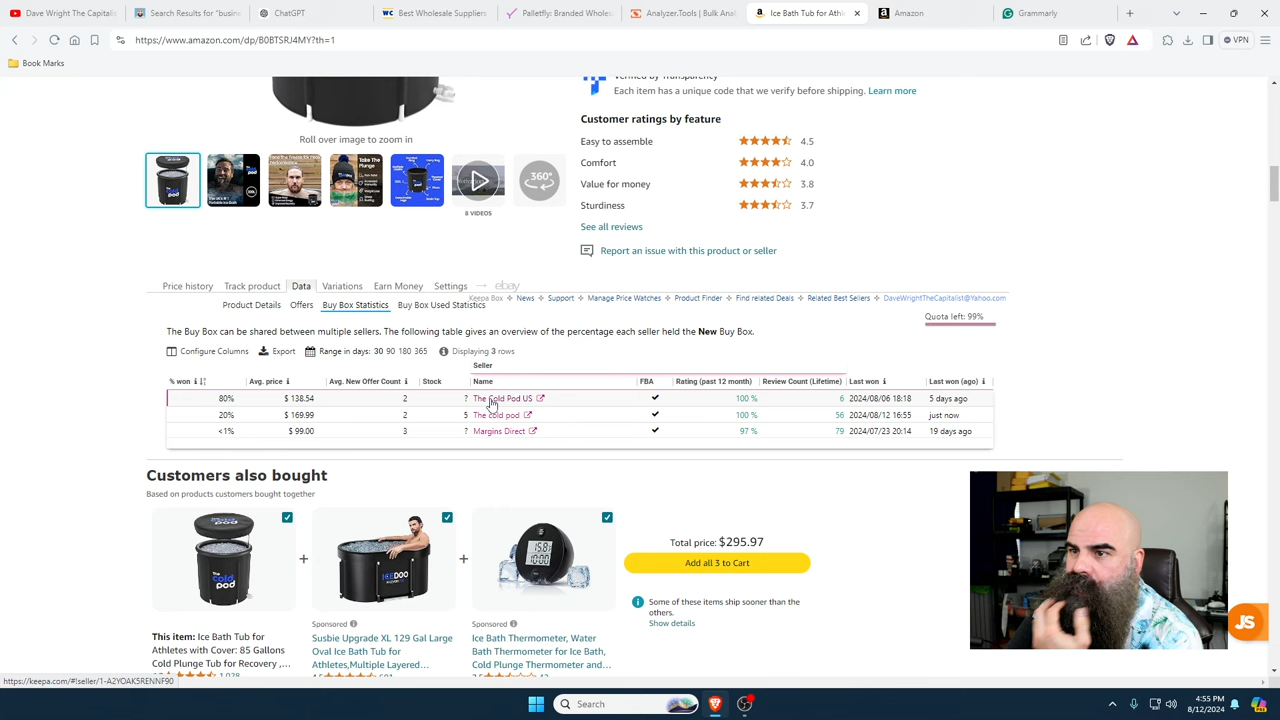 Dave Wright The Capitalis
Search Results for "busine
ChatGPT
Best Wholesale Suppliers
Palletfly: Branded Wholes
Analyzer.Tools | Bulk Ana
Ice Bath Tub for Athle
Amazon
Grammarly
https://www.amazon.com/dp/B0BTSRJ4MY?th=1
VPN
Book Marks
Verified by Transparency
Each item has a unique code that we verify before shipping. Learn more
Customer ratings by feature
Roll over image to zoom in
Easy to assemble 4.5
Comfort 4.0
Value for money 3.8
Sturdiness 3.7
8 VIDEOS
360°
Take The Plunge
See all reviews
Report an issue with this product or seller
Price history Track product Data Variations Earn Money Settings ebay
Keepa Box News Support Manage Price Watches Product Finder Find related Deals Related Best Sellers DaveWrightTheCapitalist@Yahoo.com
Product Details Offers Buy Box Statistics Buy Box Used Statistics
Quota left: 99%
The Buy Box can be shared between multiple sellers. The following table gives an overview of the percentage each seller held the New Buy Box.
Configure Columns Export Range in days: 30 90 180 365 Displaying 3 rows
Seller
% won Avg. price Avg. New Offer Count Stock Name FBA Rating (past 12 month) Review Count (Lifetime) Last won Last won (ago)
80% $ 138.54 2 ? The Cold Pod US 100 % 6 2024/08/06 18:18 5 days ago
20% $ 169.99 2 5 The cold pod 100 % 56 2024/08/12 16:55 just now
<1% $ 99.00 3 ? Margins Direct 97 % 79 2024/07/23 20:14 19 days ago
Customers also bought
Based on products customers bought together
The cold pod
ICEDOO
Total price: $295.97
Add all 3 to Cart
Some of these items ship sooner than the
others.
Show details
Sponsored
Sponsored
This item: Ice Bath Tub for
Athletes with Cover: 85 Gallons
Cold Plunge Tub for Recovery ,...
Susbie Upgrade XL 129 Gal Large
Oval Ice Bath Tub for
Athletes,Multiple Layered...
Ice Bath Thermometer, Water
Bath Thermometer for Ice Bath,
Cold Plunge Thermometer and...
JS
https://keepa.com/#!seller/1-A2YOAK5RENNF90
Search
4:55 PM
8/12/2024